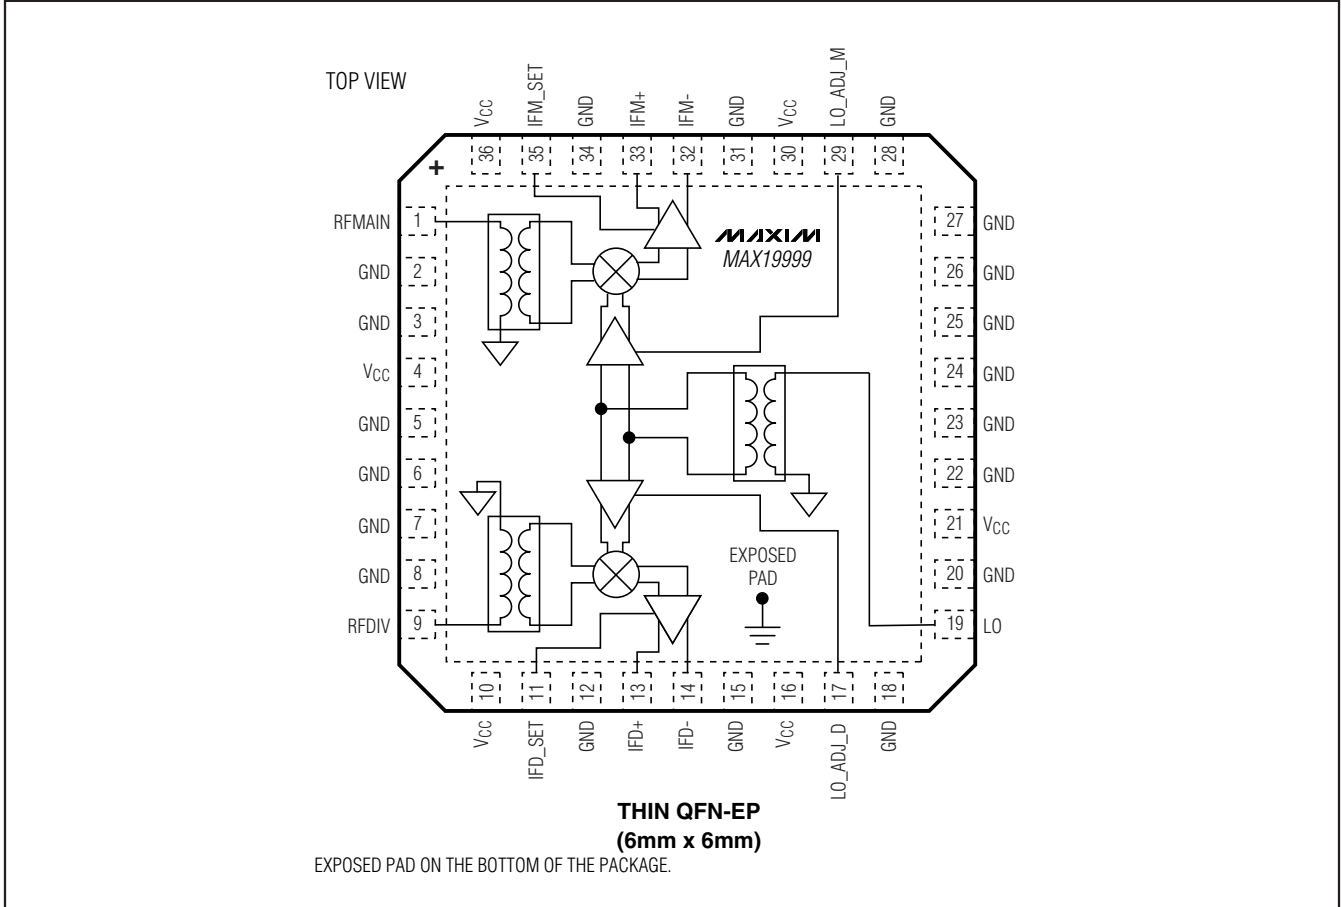 TOP VIEW
VCC
IFM_SET
GND
IFM+
IFM-
GND
VCC
LO_ADJ_M
GND
36
35
34
33
32
31
30
29
28
+
RFMAIN 1
GND 2
GND 3
VCC 4
GND 5
GND 6
GND 7
GND 8
RFDIV 9
MAXIM
MAX19999
EXPOSED
PAD
27 GND
26 GND
25 GND
24 GND
23 GND
22 GND
21 VCC
20 GND
19 LO
10
11
12
13
14
15
16
17
18
VCC
IFD_SET
GND
IFD+
IFD-
GND
VCC
LO_ADJ_D
GND
THIN QFN-EP
(6mm x 6mm)
EXPOSED PAD ON THE BOTTOM OF THE PACKAGE.